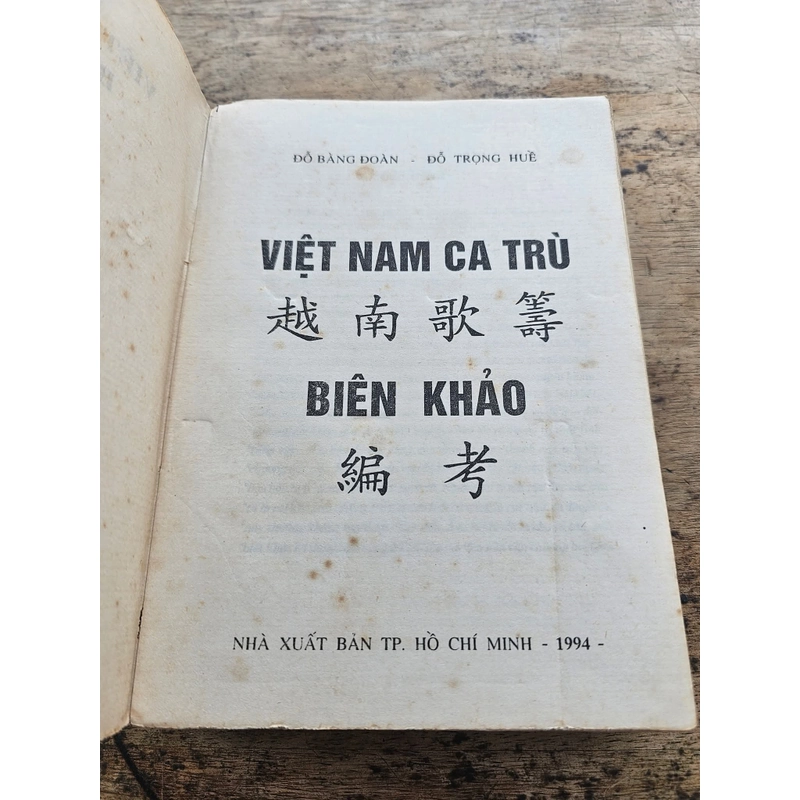 ĐỖ BẰNG ĐOÀN - ĐỖ TRỌNG HUỀ
VIỆT NAM CA TRÙ
越南歌籌
BIÊN KHẢO
編考
NHÀ XUẤT BẢN TP. HỒ CHÍ MINH - 1994 -